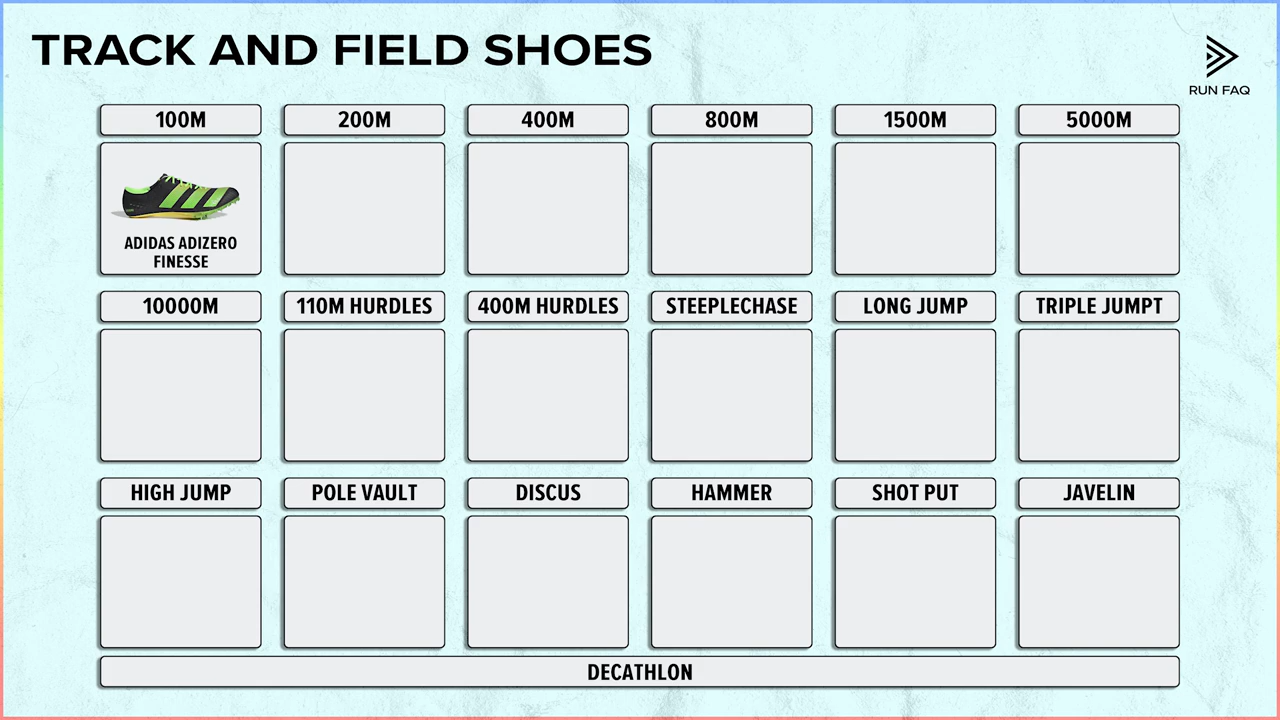 TRACK AND FIELD SHOES
RUN FAQ
100M
200M
400M
800M
1500M
5000M
ADIDAS ADIZERO
FINESSE
10000M
110M HURDLES
400M HURDLES
STEEPLECHASE
LONG JUMP
TRIPLE JUMPT
HIGH JUMP
POLE VAULT
DISCUS
HAMMER
SHOT PUT
JAVELIN
DECATHLON